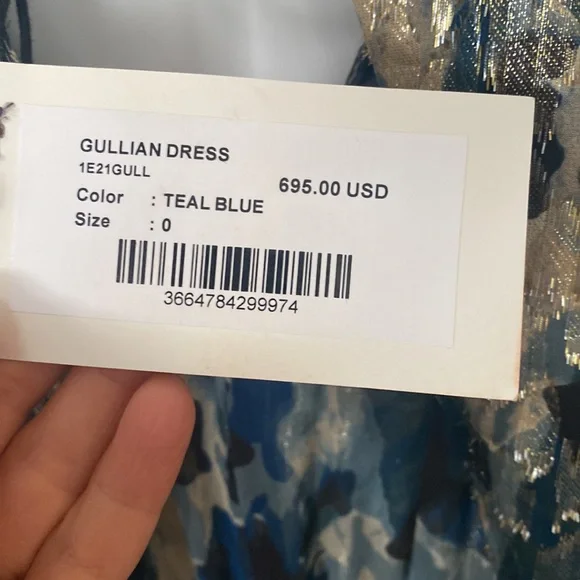 GULLIAN DRESS
1E21GULL
695.00 USD
Color : TEAL BLUE
Size : 0
3664784299974